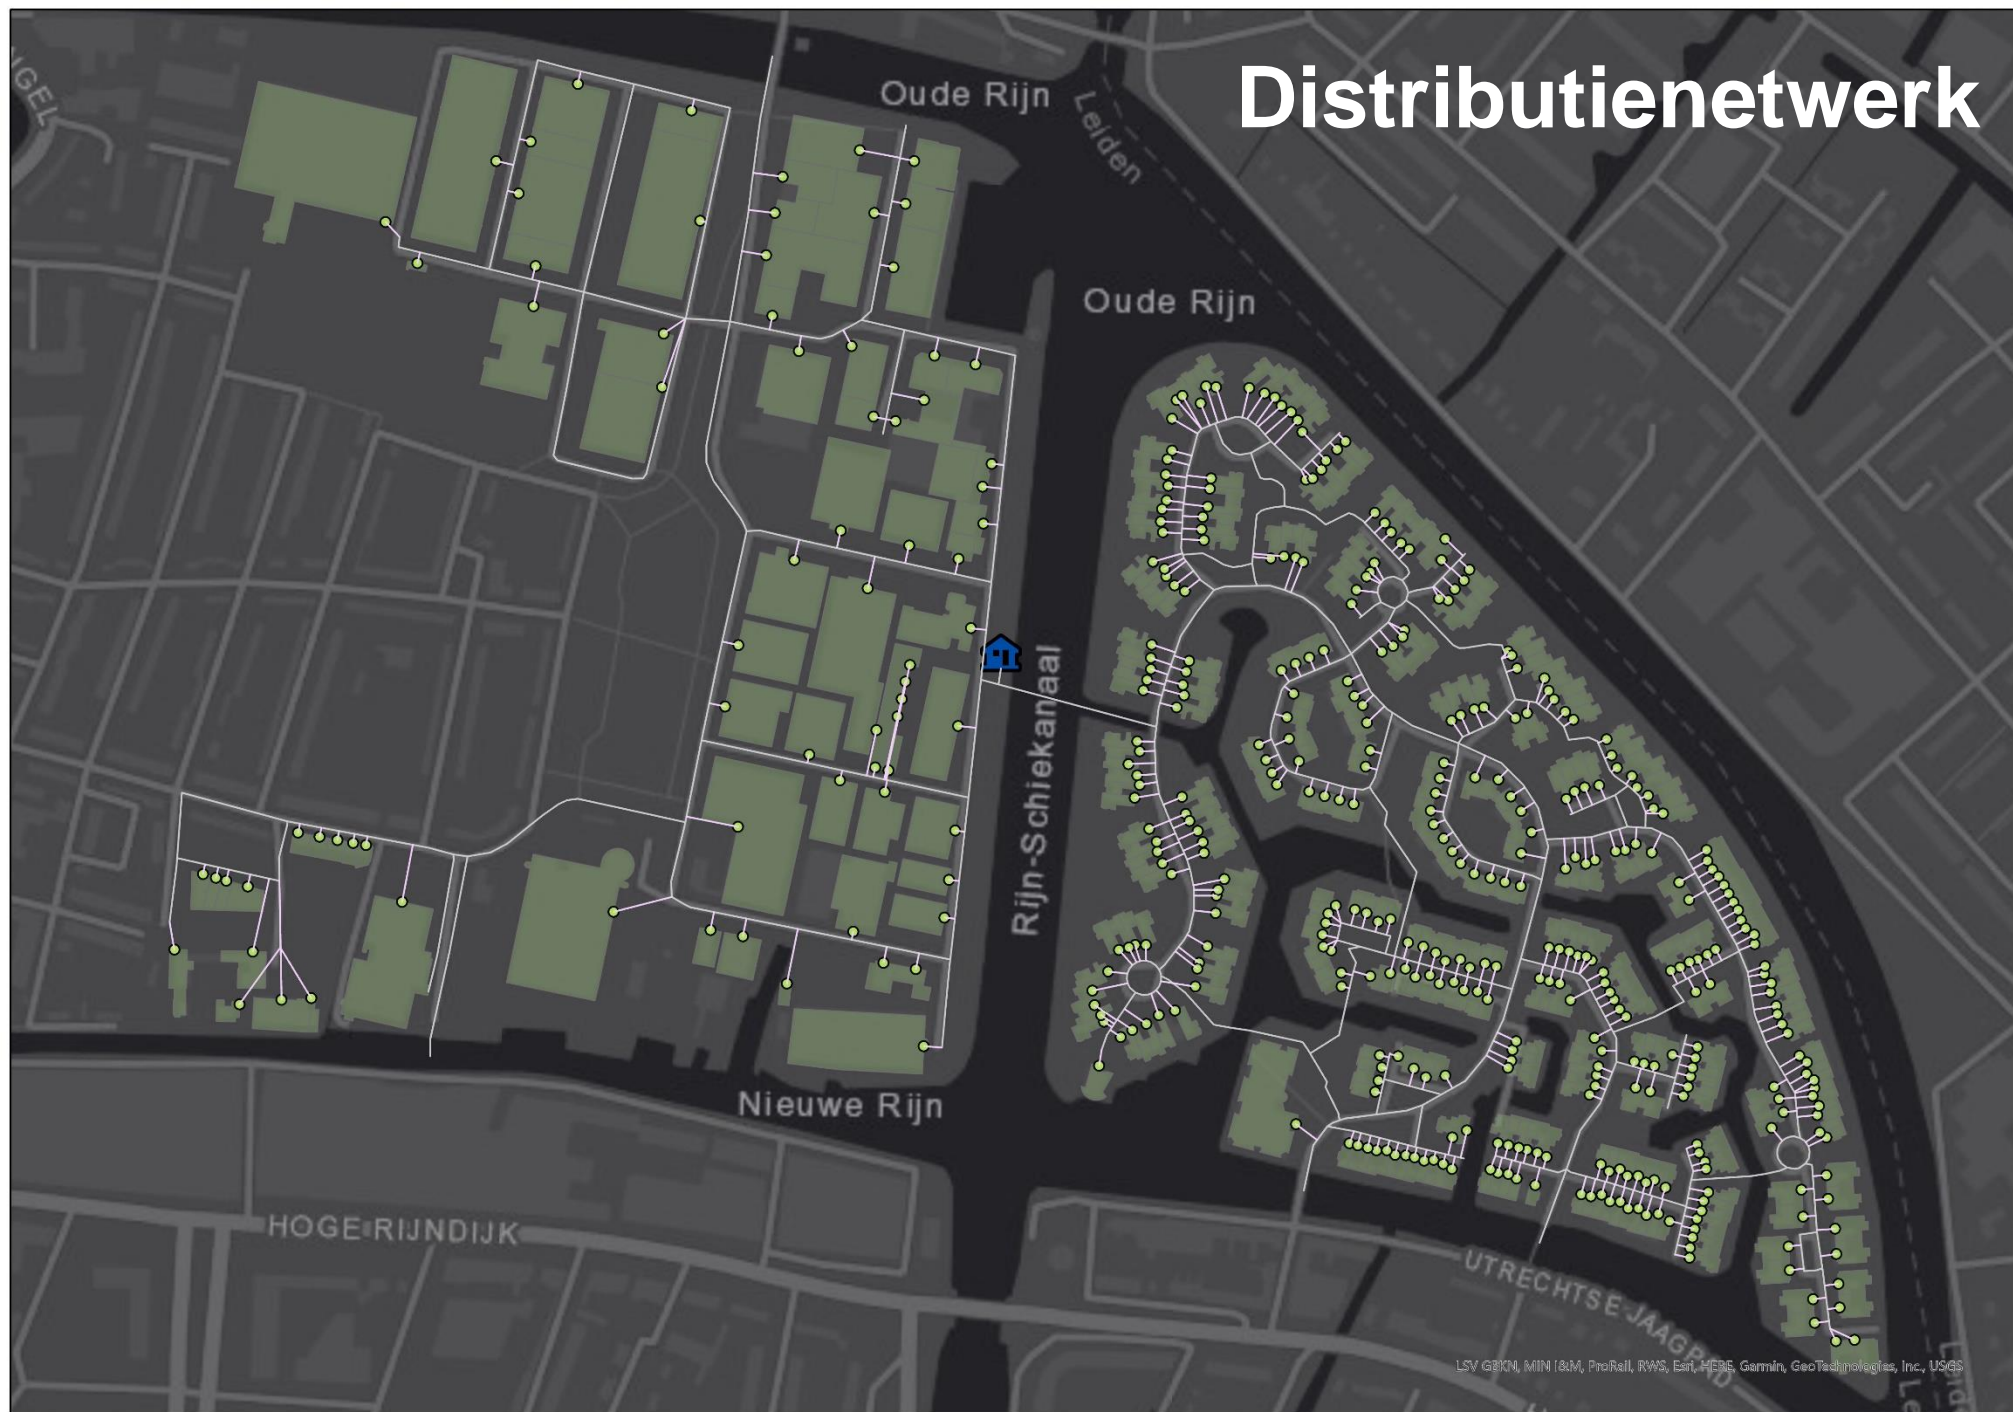 Distributienetwerk
Oude Rijn
Leiden
Oude Rijn
Rijn-Schiekanaal
Nieuwe Rijn
HOGE RIJNDIJK
UTRECHTSE JAAGPAD
LSV GBKN, MIN I&M, ProRail, RWS, Esri, HERE, Garmin, GeoTechnologies, Inc., USGS